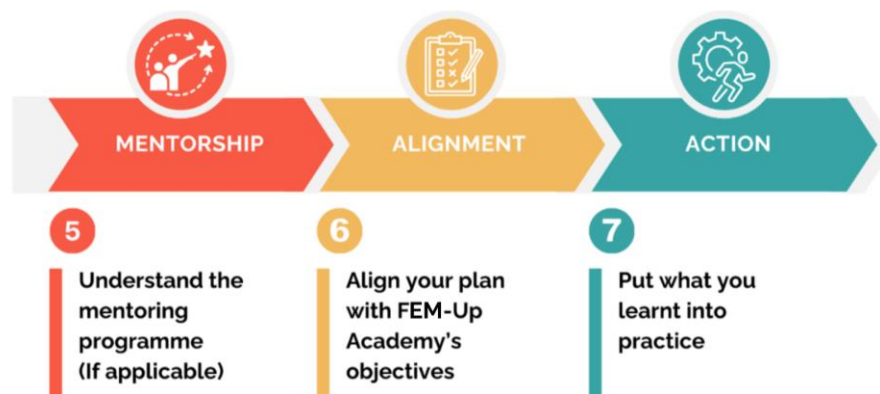 MENTORSHIP
ALIGNMENT
ACTION
5
Understand the
mentoring
programme
(If applicable)
6
Align your plan
with FEM-Up
Academy's
objectives
7
Put what you
learnt into
practice